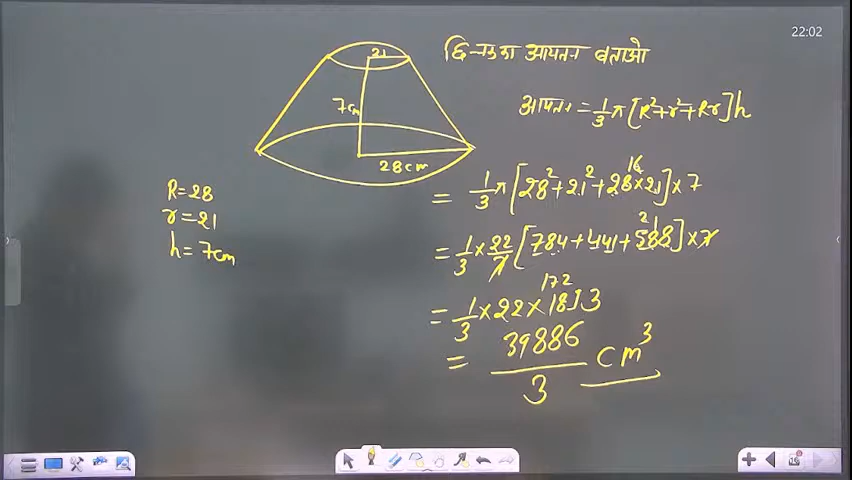 22:02
छिन्नक का आयतन बताओ
21
7cm
28cm
आयतन = 1/3 π [R²+r²+Rr] h
R=28
r=21
h=7cm
= 1/3 π [28²+21²+28×21]×7
= 1/3 × 22/7 [784+441+588]×7
= 1/3 ×22×1813
= 39886/3 cm³